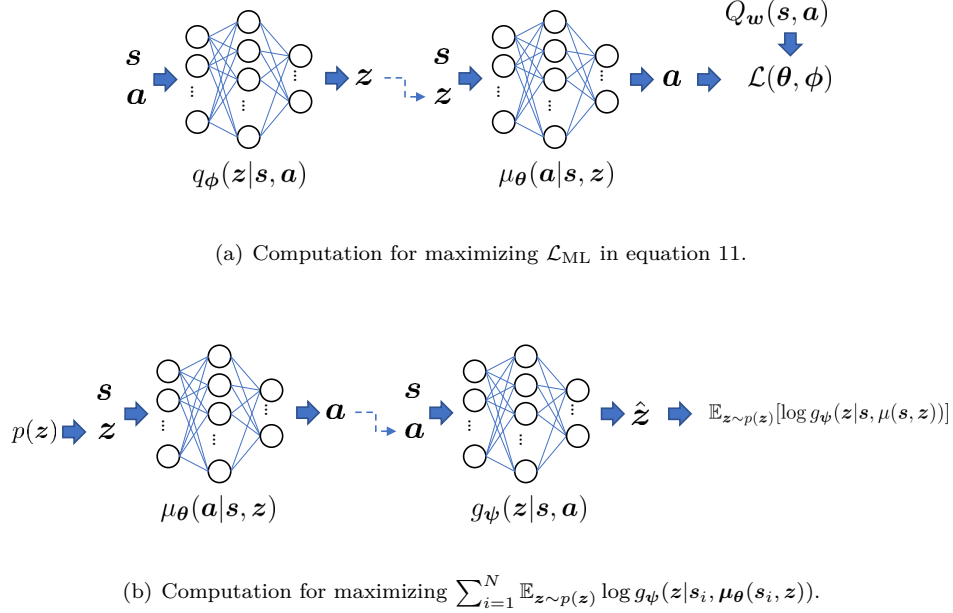 s
a
z
s
z
a
Q_w(s, a)
L(θ, ϕ)
q_ϕ(z|s, a)
μ_θ(a|s, z)
(a) Computation for maximizing L_ML in equation 11.
p(z)
s
z
a
s
a
ẑ
𝔼_{z∼p(z)}[log g_ψ(z|s, μ(s, z))]
μ_θ(a|s, z)
g_ψ(z|s, a)
(b) Computation for maximizing ∑_{i=1}^{N} 𝔼_{z∼p(z)} log g_ψ(z|s_i, μ_θ(s_i, z)).